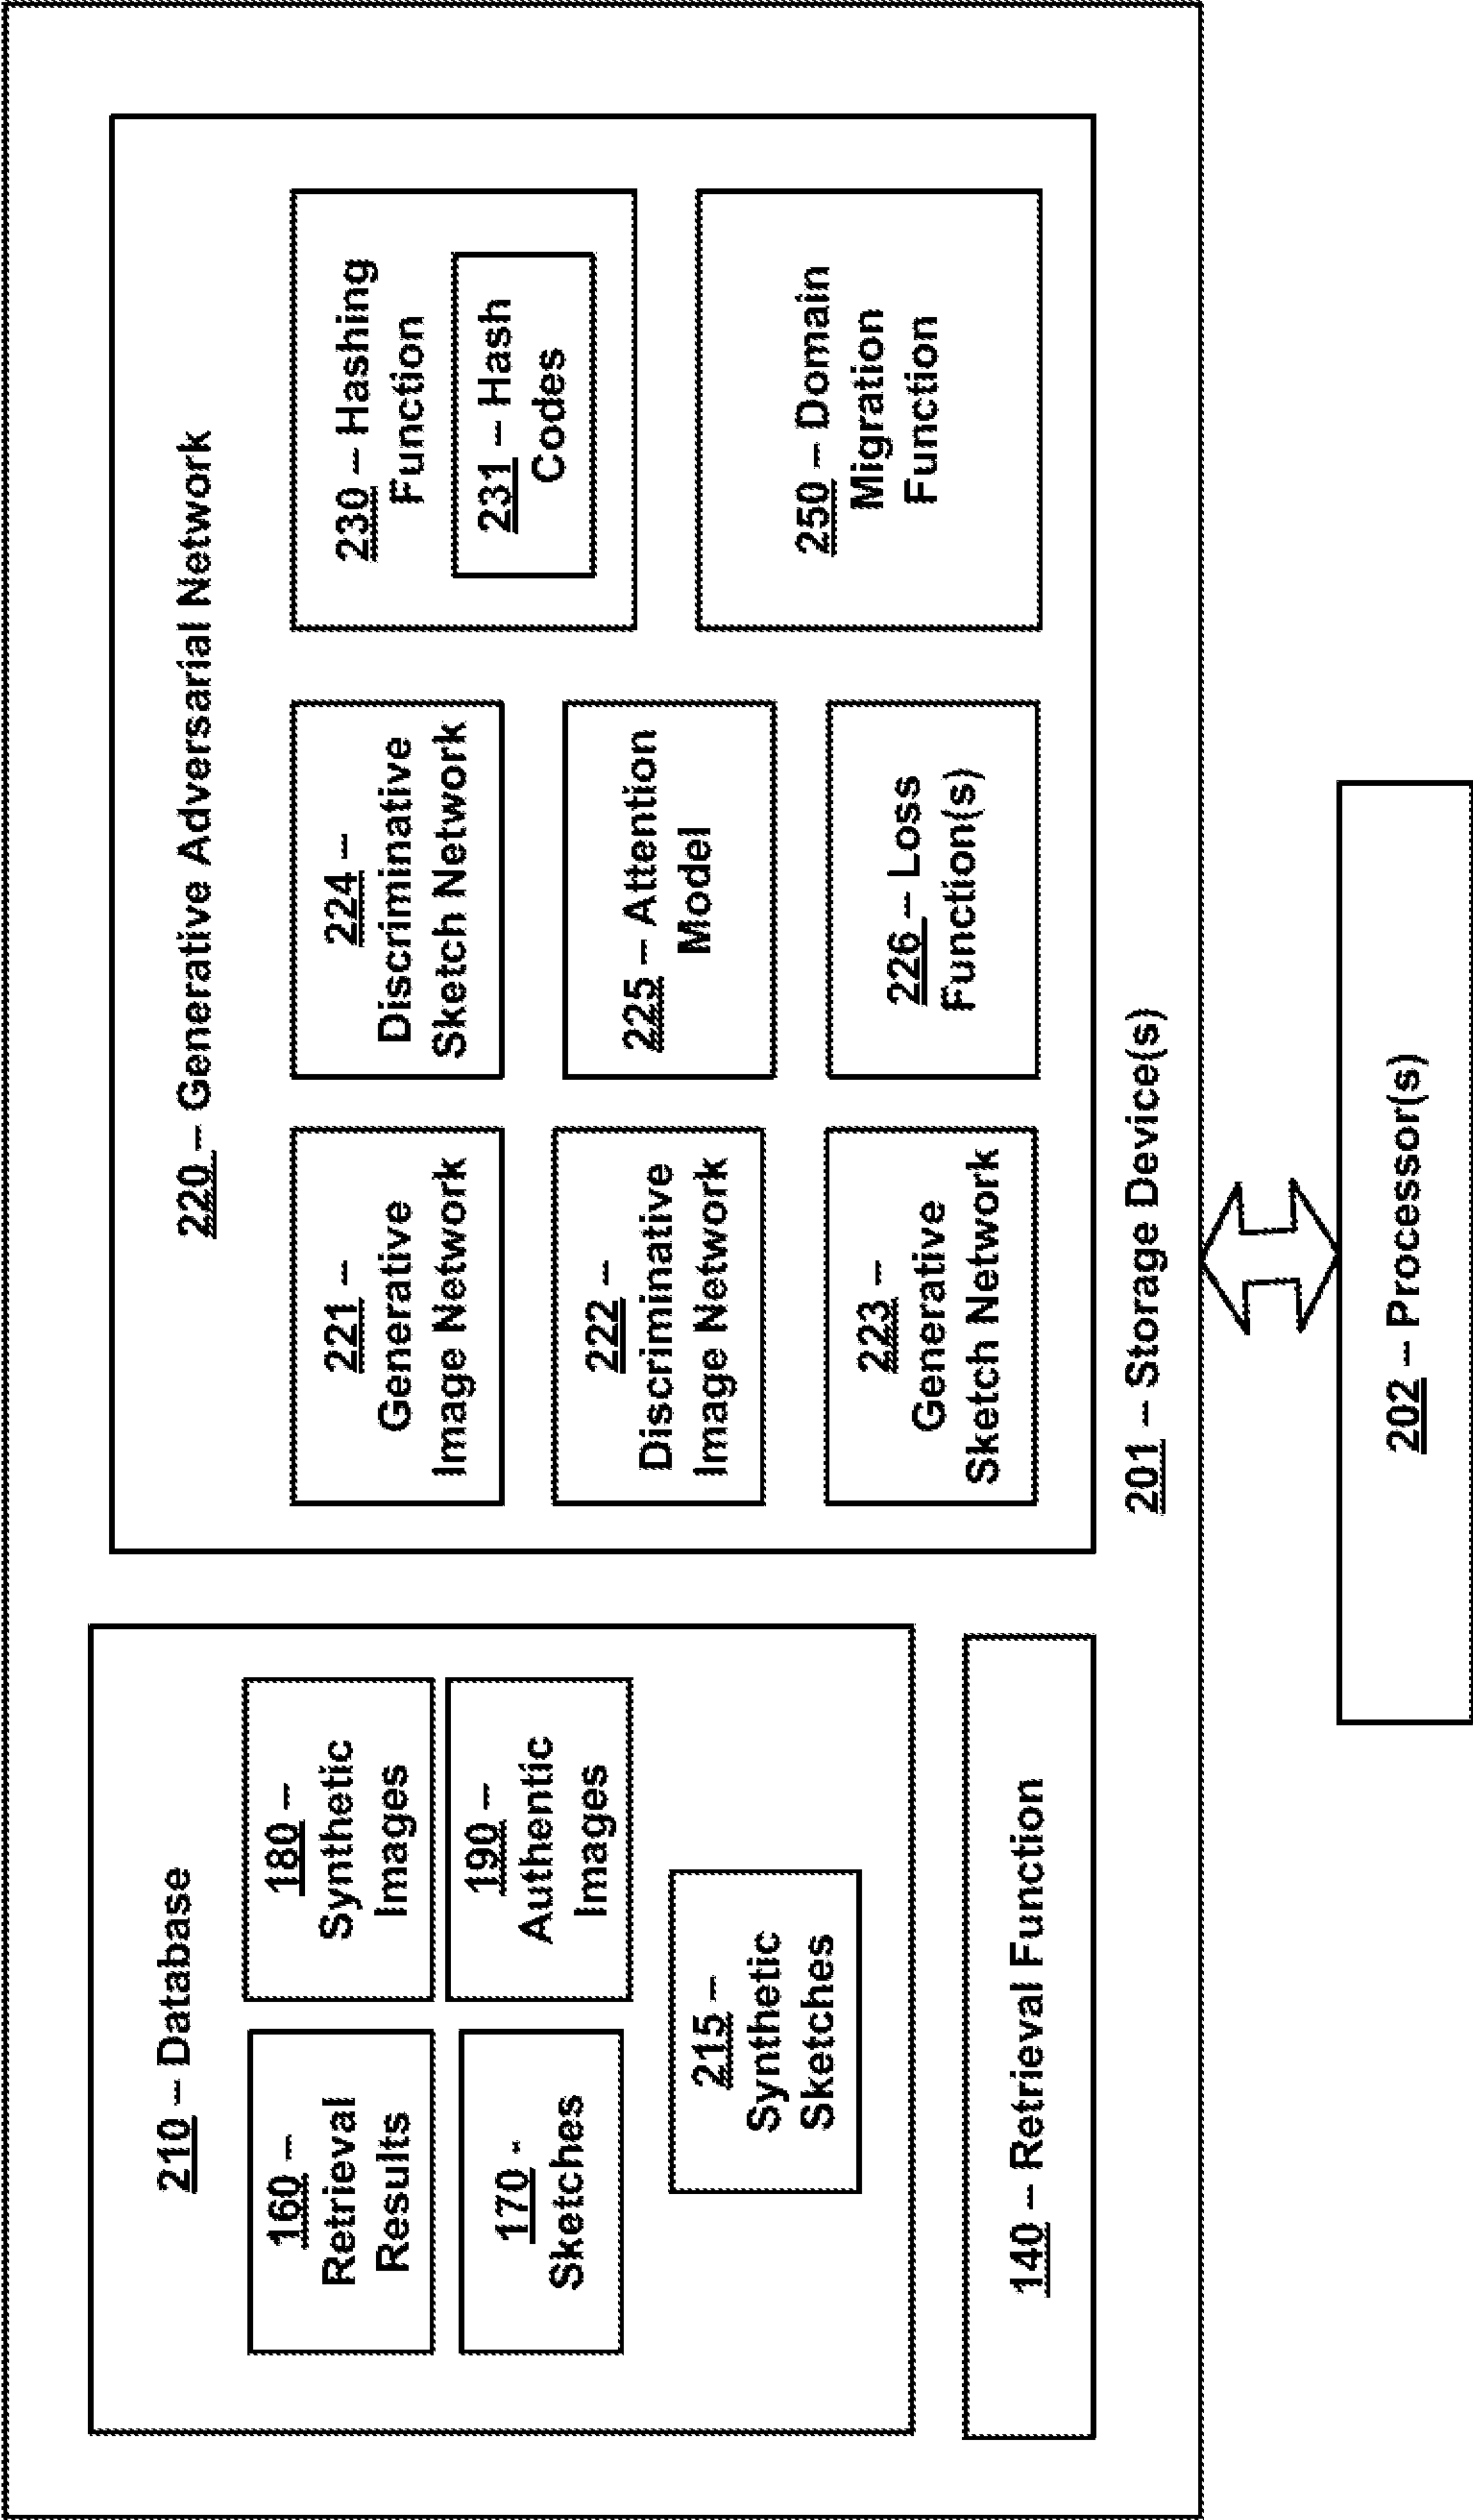 210 – Database
160 –
Retrieval
Results
180 –
Synthetic
Images
170 -
Sketches
190 –
Authentic
Images
215 –
Synthetic
Sketches
140 – Retrieval Function
220 – Generative Adversarial Network
221 –
Generative
Image Network
224 –
Discriminative
Sketch Network
230 – Hashing
Function
231 – Hash
Codes
222 –
Discriminative
Image Network
225 – Attention
Model
250 – Domain
Migration
Function
223 –
Generative
Sketch Network
226 – Loss
Function(s)
201 – Storage Device(s)
202 – Processor(s)